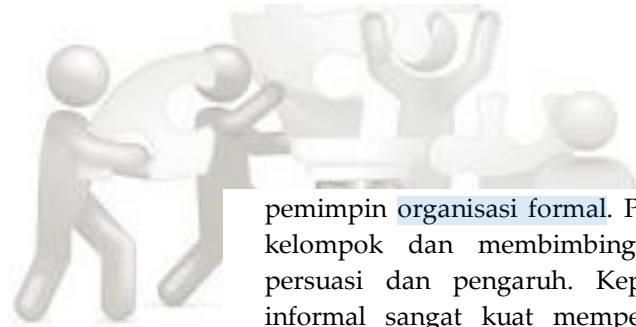 pemimpin organisasi formal. P
kelompok dan membimbing
persuasi dan pengaruh. Kep
informal sangat kuat mempe